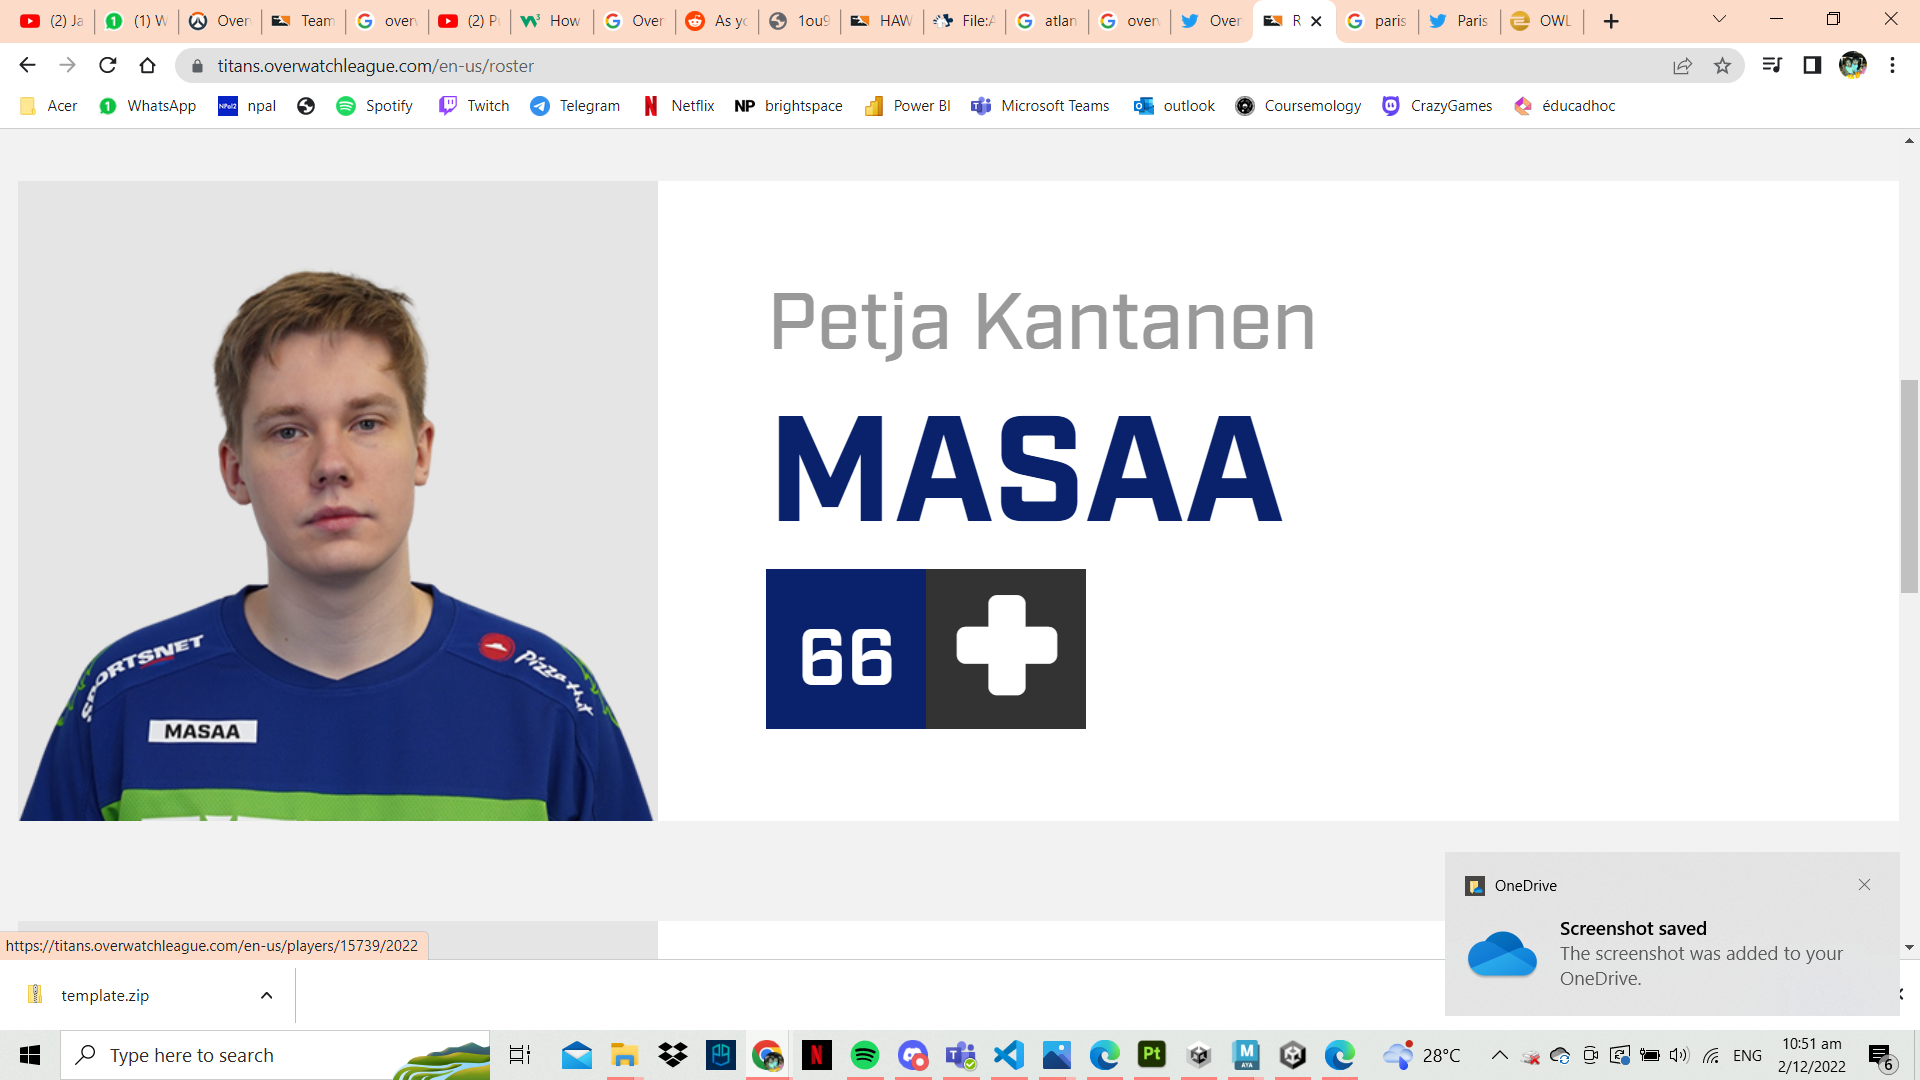 (2) Ja
(1) W
Over
Team
over
(2) P
How
Over
As yo
1ou9
HAW
File:A
atlan
over
Over
R
paris
Paris
OWL
titans.overwatchleague.com/en-us/roster
Acer
WhatsApp
npal
Spotify
Twitch
Telegram
Netflix
NP brightspace
Power BI
Microsoft Teams
outlook
Coursemology
CrazyGames
éducadhoc
Petja Kantanen
MASAA
66
SPORTSNET
Pizza Hut
MASAA
OneDrive
Screenshot saved
The screenshot was added to your
OneDrive.
https://titans.overwatchleague.com/en-us/players/15739/2022
template.zip
Type here to search
Pt
M
28°C
ENG
10:51 am
2/12/2022
6